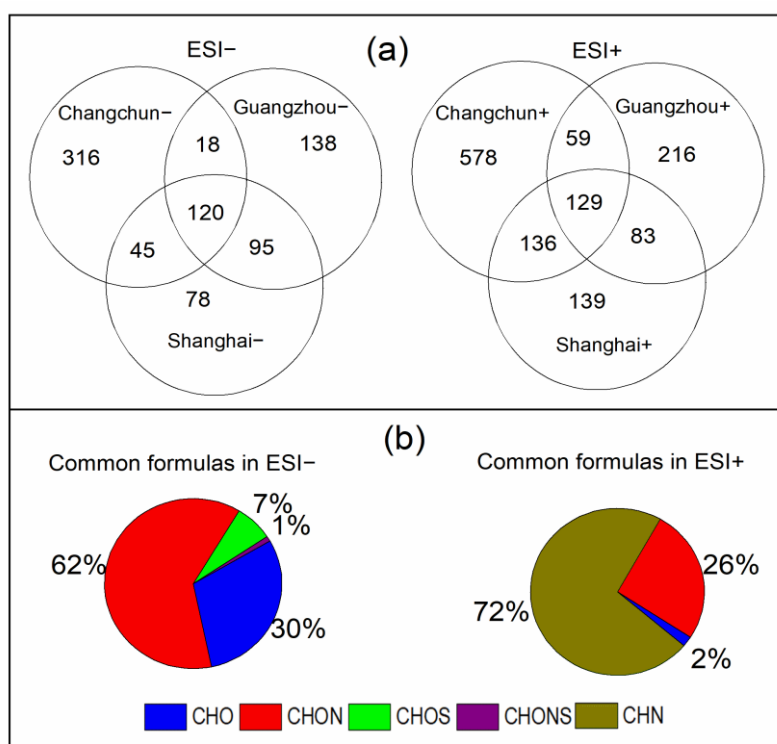 ESI− (a) ESI+
Changchun− Guangzhou− Changchun+ Guangzhou+
316 18 138 578 59 216
120 129
45 95 136 83
78 139
Shanghai− Shanghai+
(b)
Common formulas in ESI− Common formulas in ESI+
7%
1%
62% 26%
72%
30% 2%
CHO CHON CHOS CHONS CHN